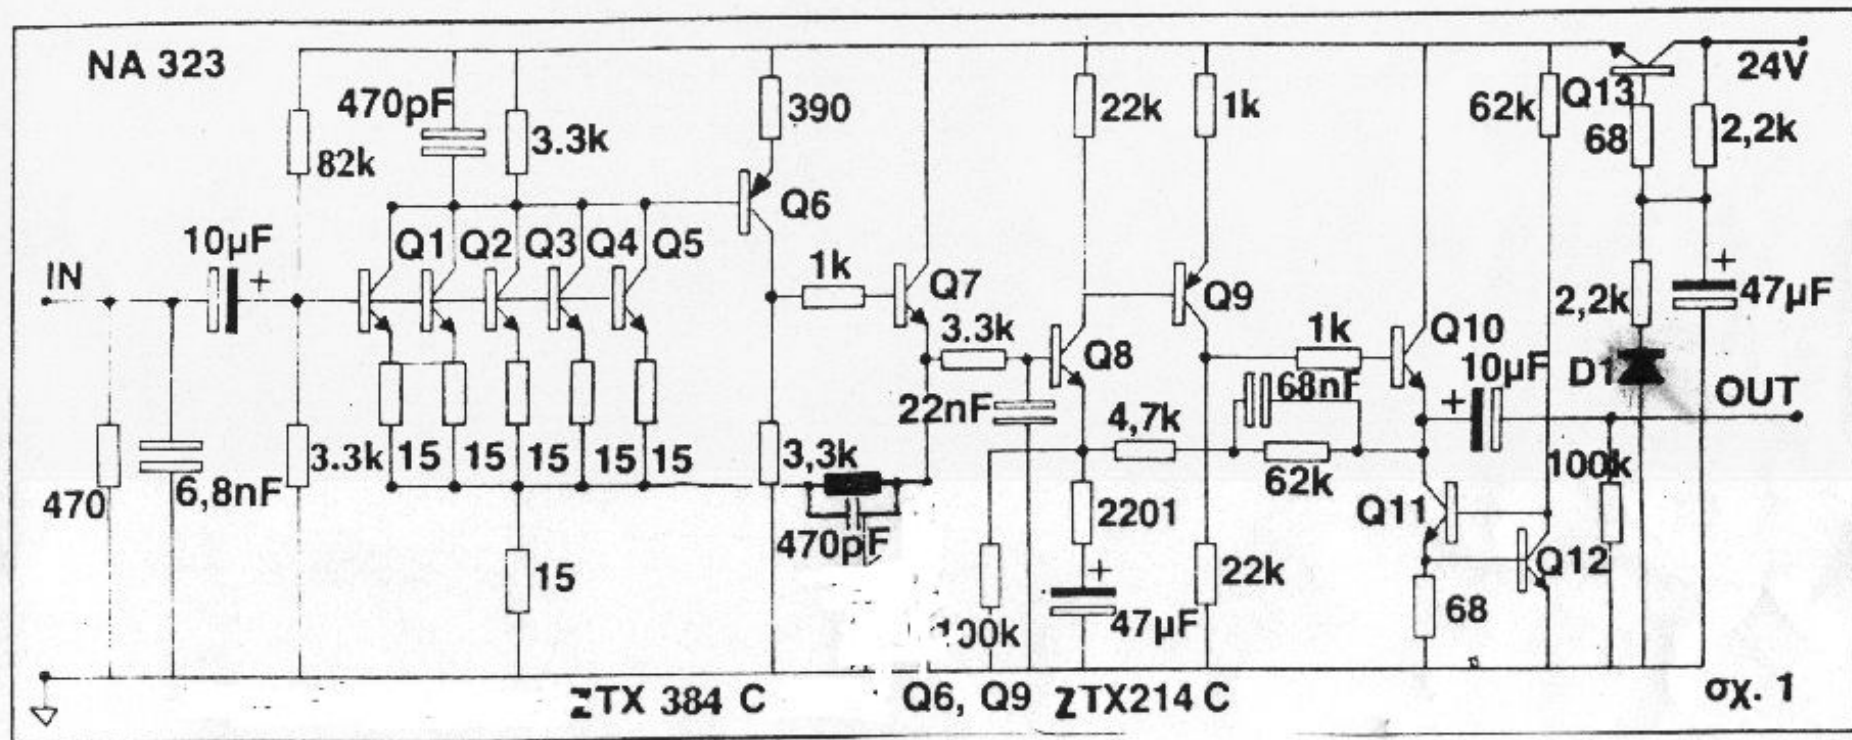 NA 323
24V
470pF
390
22k
1k
62k
Q13
68
2,2k
82k
3.3k
Q6
10µF
Q1
Q2
Q3
Q4
Q5
IN
+
1k
Q7
Q9
2,2k
+
47µF
3.3k
Q8
1k
Q10
10µF
D1
OUT
22nF
68nF
+
4,7k
470
6,8nF
3.3k
15
15
15
15
15
3,3k
62k
100k
2201
Q11
470pF
15
+
22k
Q12
68
47µF
ZTX 384 C
Q6, Q9 ZTX214 C
σχ. 1